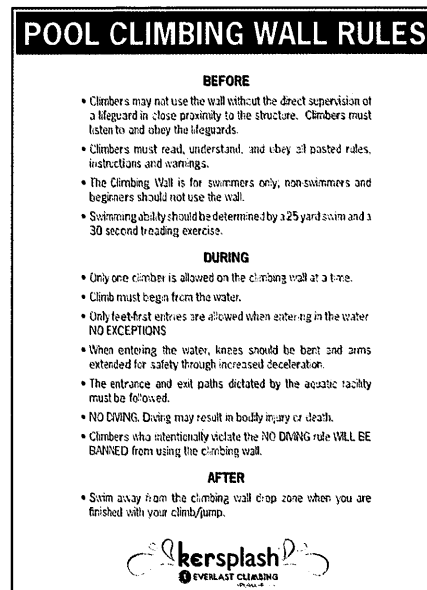 POOL CLIMBING WALL RULES
BEFORE
• Climbers may not use the wall without the direct supervision of
a lifeguard in close proximity to the structure. Climbers must
listen to and obey the lifeguards.
• Climbers must read, understand, and obey all posted rules,
instructions and warnings.
• The Climbing Wall is for swimmers only; non-swimmers and
beginners should not use the wall.
• Swimming ability should be determined by a 25 yard swim and a
30 second treading exercise.
DURING
• Only one climber is allowed on the climbing wall at a time.
• Climb must begin from the water.
• Only feet-first entries are allowed when entering in the water
NO EXCEPTIONS
• When entering the water, knees should be bent and arms
extended for safety through increased deceleration.
• The entrance and exit paths dictated by the aquatic facility
must be followed.
• NO DIVING. Diving may result in bodily injury or death.
• Climbers who intentionally violate the NO DIVING rule WILL BE
BANNED from using the climbing wall.
AFTER
• Swim away from the climbing wall drop zone when you are
finished with your climb/jump.
kersplash
EVERLAST CLIMBING